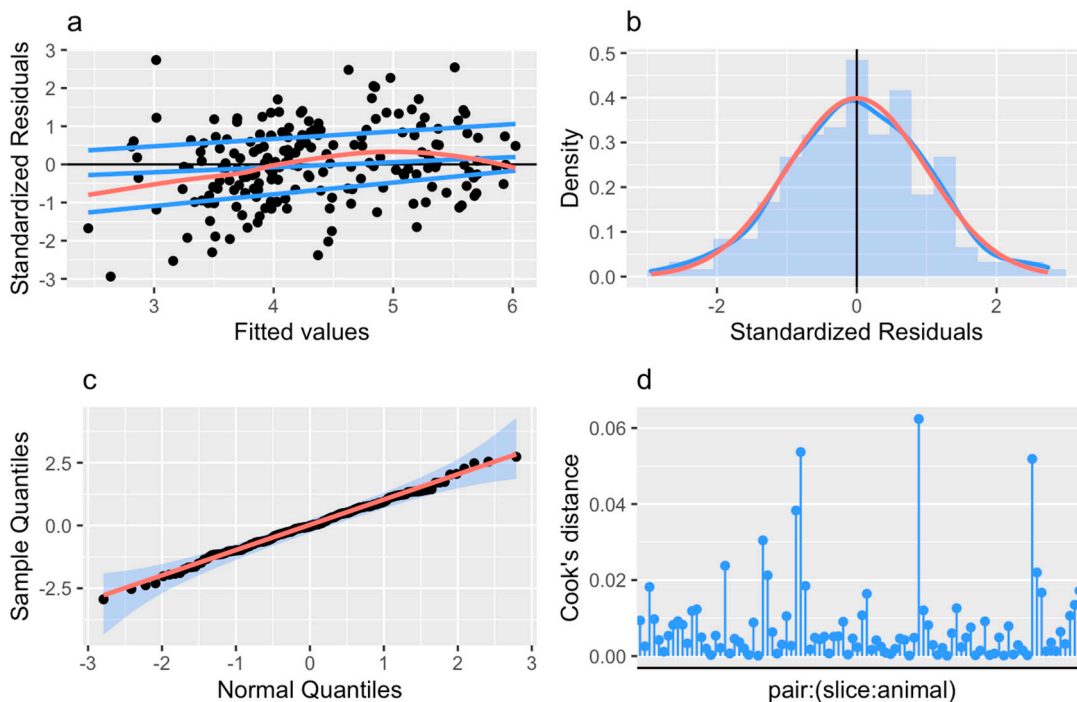 a
Standardized Residuals
3
2
1
0
-1
-2
-3
3 4 5 6
Fitted values
b
Density
0.5
0.4
0.3
0.2
0.1
0.0
-2 0 2
Standardized Residuals
c
Sample Quantiles
2.5
0.0
-2.5
-3 -2 -1 0 1 2 3
Normal Quantiles
d
Cook's distance
0.06
0.04
0.02
0.00
pair:(slice:animal)